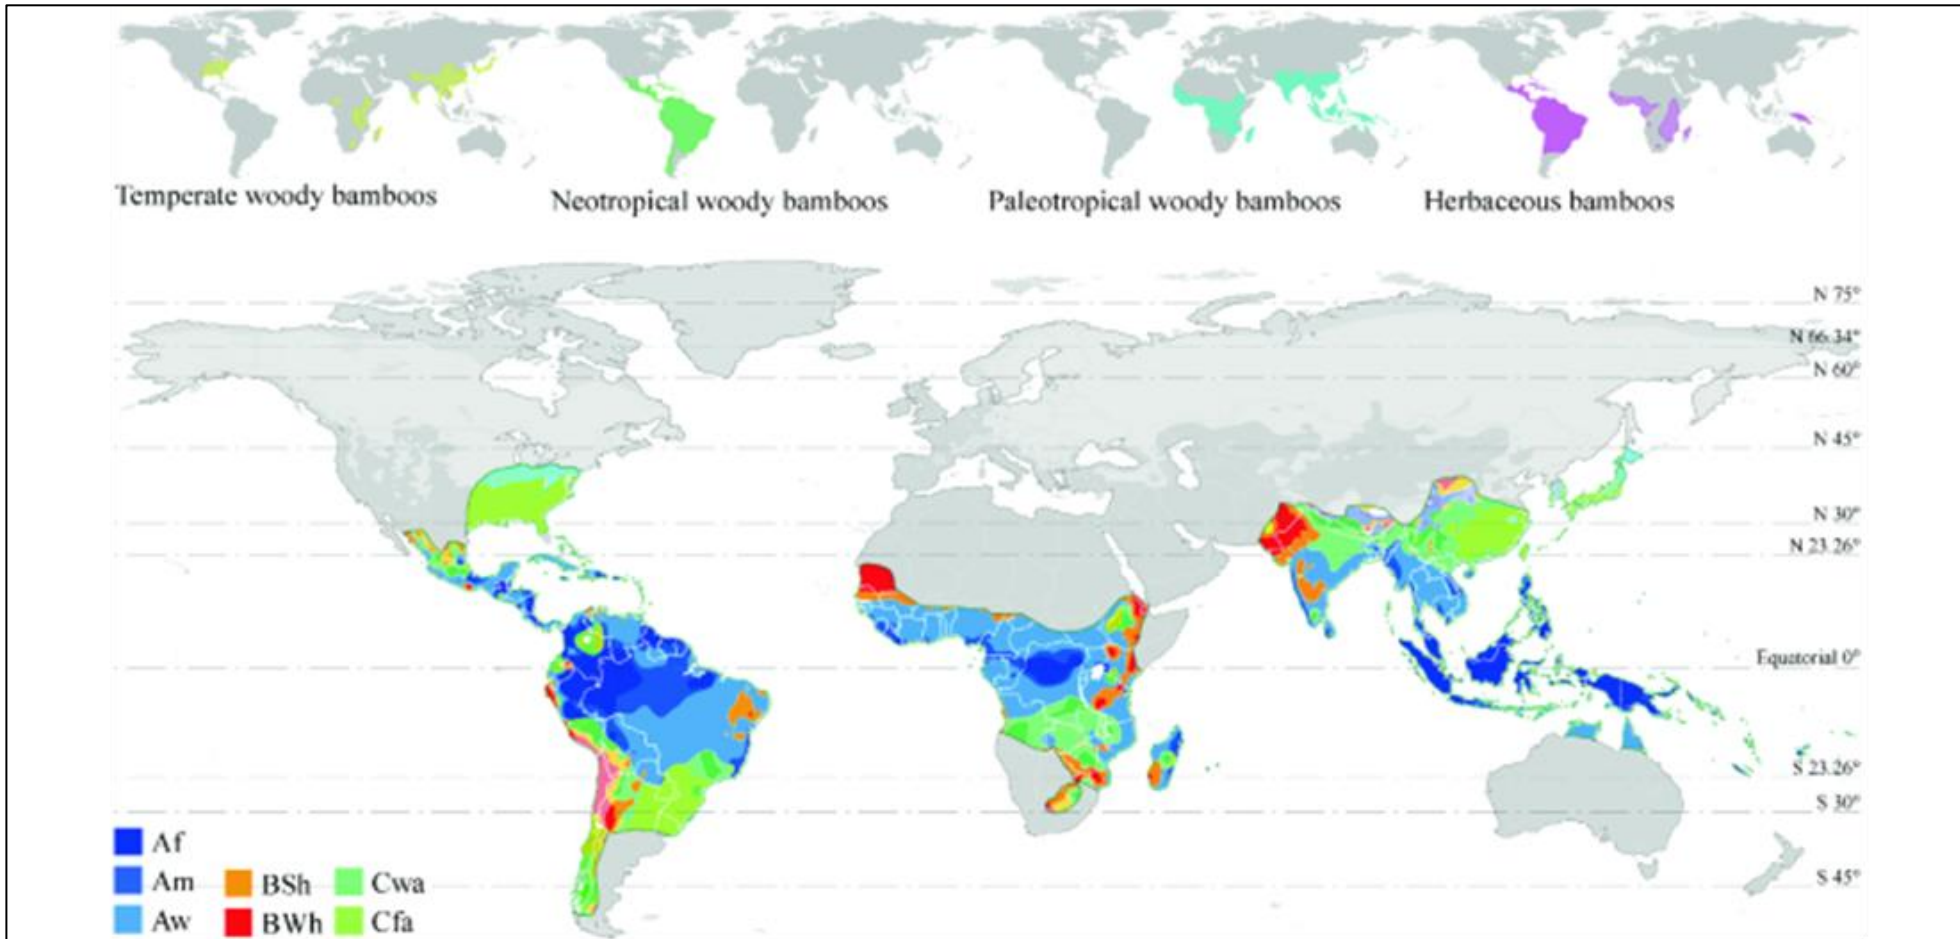 Temperate woody bamboos
Neotropical woody bamboos
Paleotropical woody bamboos
Herbaceous bamboos
N 75°
N 66.34°
N 60°
N 45°
N 30°
N 23.26°
Equatorial 0°
S 23.26°
S 30°
S 45°
Af
Am
Aw
BSh
BWh
Cwa
Cfa